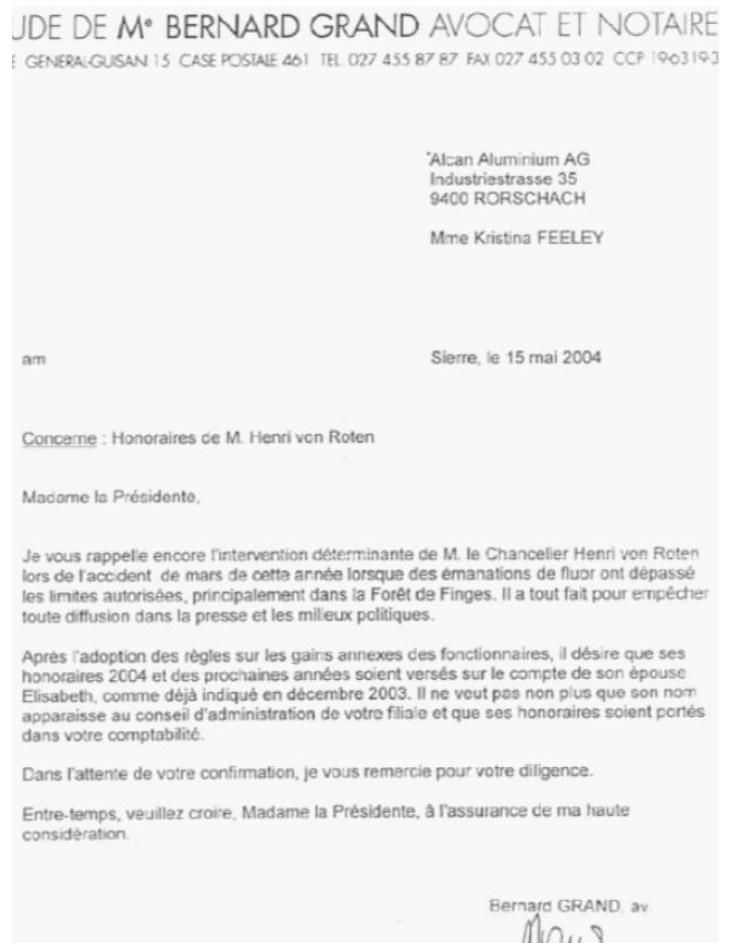 UDE DE Mᵉ BERNARD GRAND AVOCAT ET NOTAIRE
E GENERAL-GUISAN 15 CASE POSTALE 461 TEL. 027 455 87 87 FAX 027 455 03 02 CCP 19-6319-3
Alcan Aluminium AG
Industriestrasse 35
9400 RORSCHACH
Mme Kristina FEELEY
am
Sierre, le 15 mai 2004
Concerne : Honoraires de M. Henri von Roten
Madame la Présidente,
Je vous rappelle encore l'intervention déterminante de M. le Chancelier Henri von Roten
lors de l'accident de mars de cette année lorsque des émanations de fluor ont dépassé
les limites autorisées, principalement dans la Forêt de Finges. Il a tout fait pour empêcher
toute diffusion dans la presse et les milieux politiques.
Après l'adoption des règles sur les gains annexes des fonctionnaires, il désire que ses
honoraires 2004 et des prochaines années soient versés sur le compte de son épouse
Elisabeth, comme déjà indiqué en décembre 2003. Il ne veut pas non plus que son nom
apparaisse au conseil d'administration de votre filiale et que ses honoraires soient portés
dans votre comptabilité.
Dans l'attente de votre confirmation, je vous remercie pour votre diligence.
Entre-temps, veuillez croire, Madame la Présidente, à l'assurance de ma haute
considération.
Bernard GRAND, av.